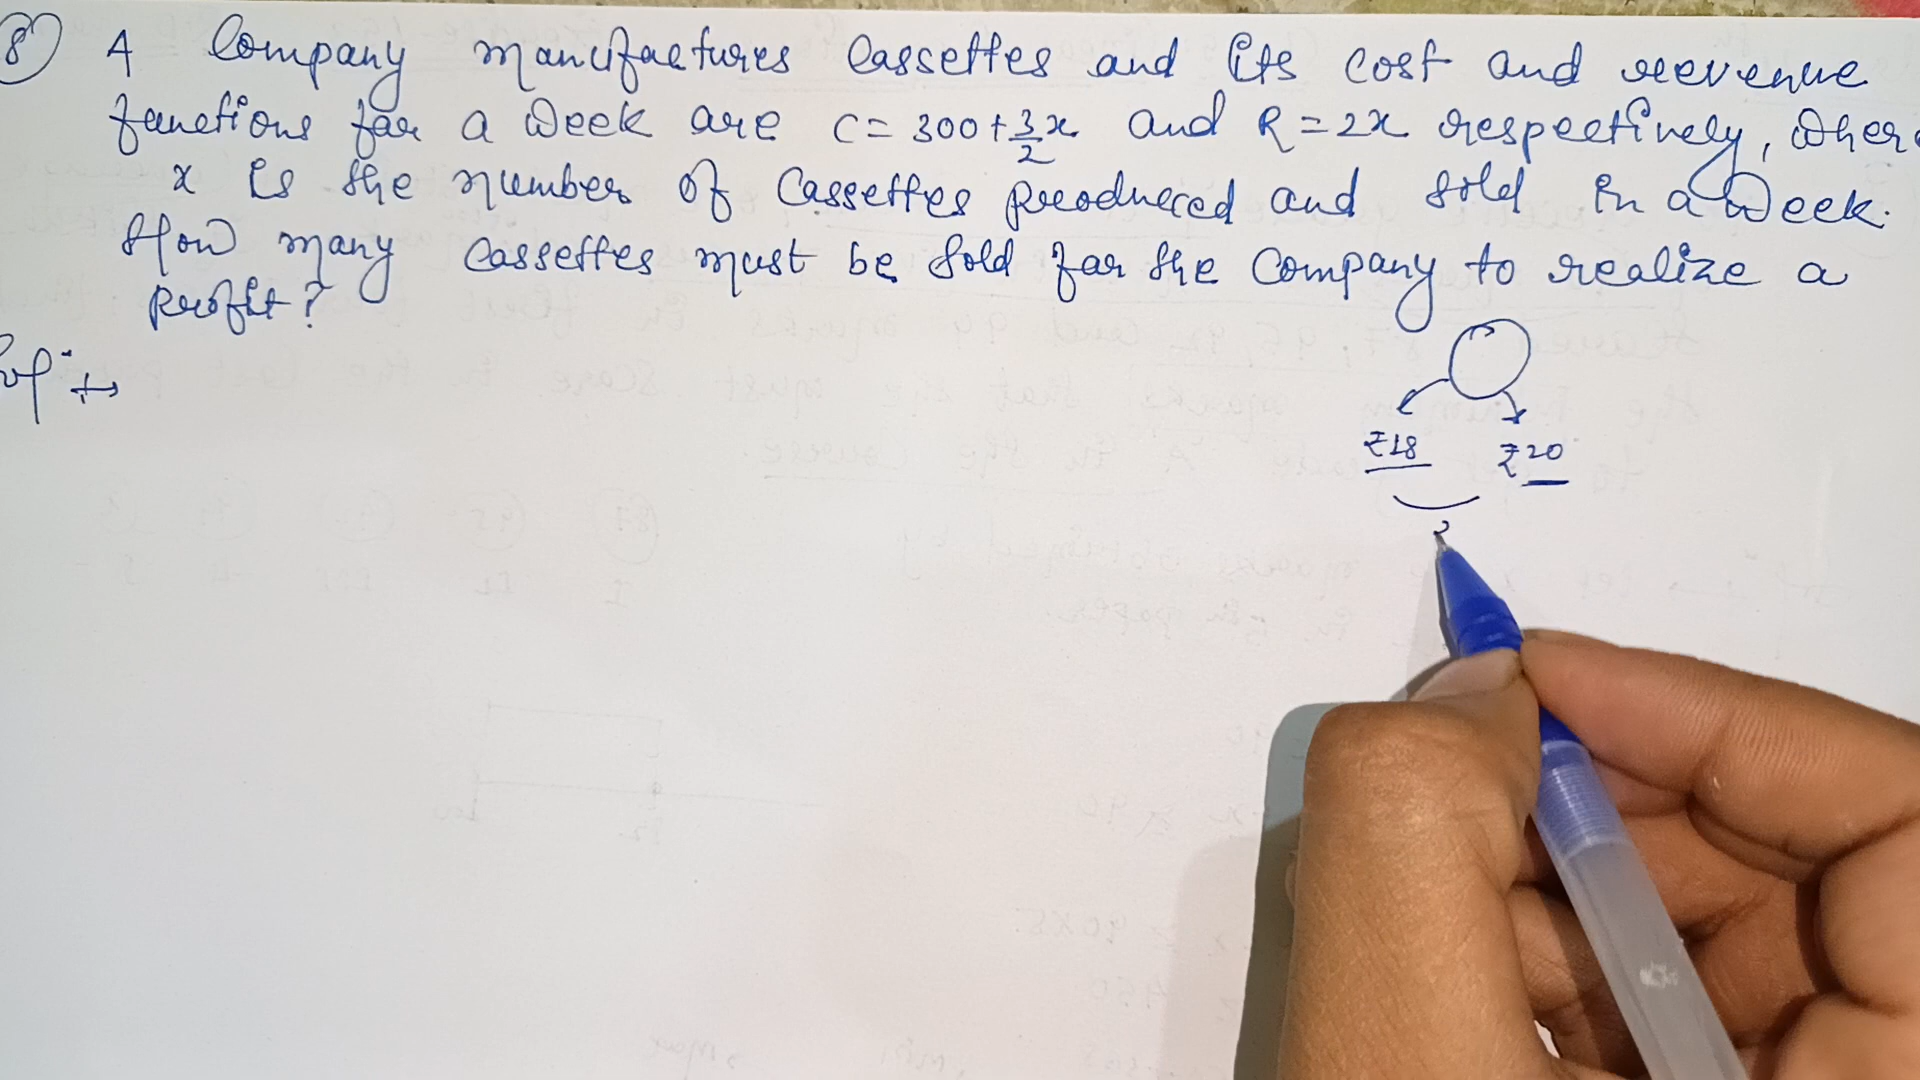 8) A Company manufactures Cassettes and its cost and revenue
functions for a week are C = 300 + 3/2 x and R = 2x respectively, where
x is the number of Cassettes produced and sold in a week.
How many Cassettes must be sold for the Company to realize a
Profit?
₹18 ₹20
2